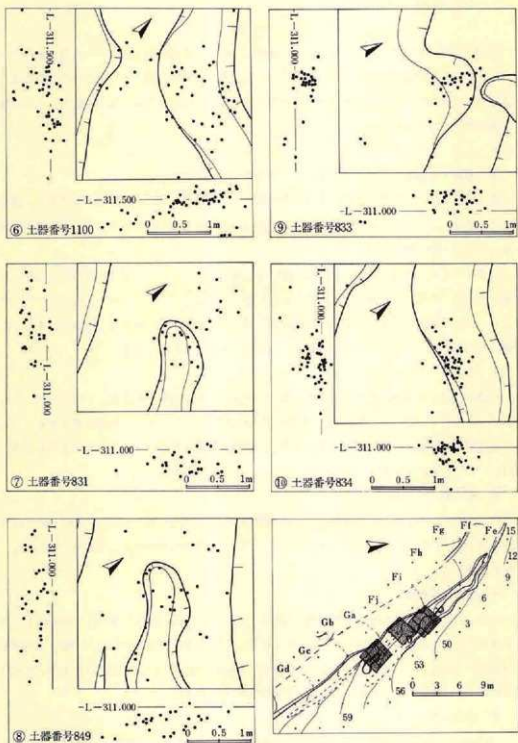 -L-311.500
-L-311.500
⑥ 土器番号1100
0 0.5 1m
-L-311.000
-L-311.000
⑦ 土器番号831
0 0.5 1m
-L-311.000
-L-311.000
⑧ 土器番号849
0 0.5 1m
-L-311.000
-L-311.000
⑨ 土器番号833
0 0.5 1m
-L-311.000
-L-311.000
⑩ 土器番号834
0 0.5 1m
Fg
Ff
Fe
15
12
Fh
9
Fi
6
Fj
3
Ga
50
Gb
53
Gc
56
Gd
59
0 3 6 9m